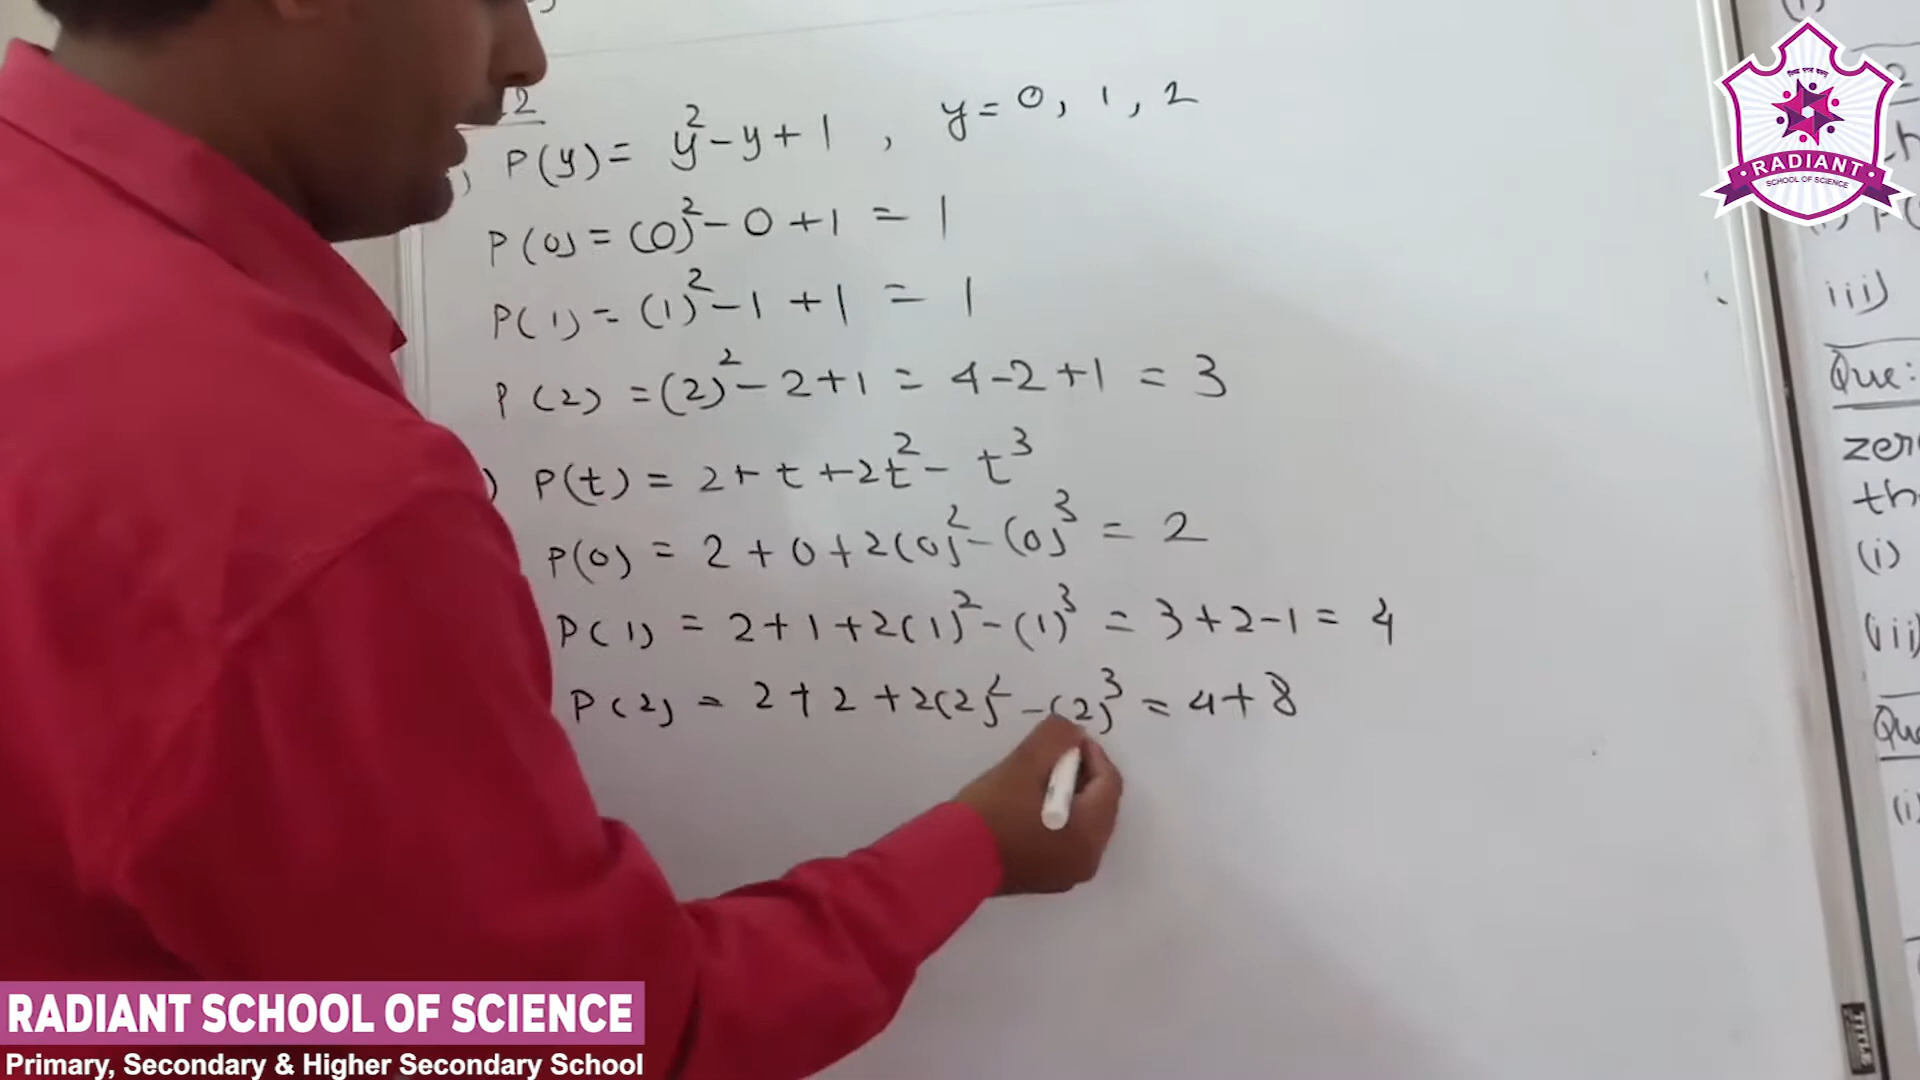 2
P(y) = y² - y + 1 , y = 0, 1, 2
P(0) = (0)² - 0 + 1 = 1
P(1) = (1)² - 1 + 1 = 1
P(2) = (2)² - 2 + 1 = 4 - 2 + 1 = 3
) P(t) = 2 + t + 2t² - t³
P(0) = 2 + 0 + 2(0)² - (0)³ = 2
P(1) = 2 + 1 + 2(1)² - (1)³ = 3 + 2 - 1 = 4
P(2) = 2 + 2 + 2(2)² - (2)³ = 4 + 8
iii)
Que:
(i)
(iii)
RADIANT
SCHOOL OF SCIENCE
RADIANT SCHOOL OF SCIENCE
Primary, Secondary & Higher Secondary School